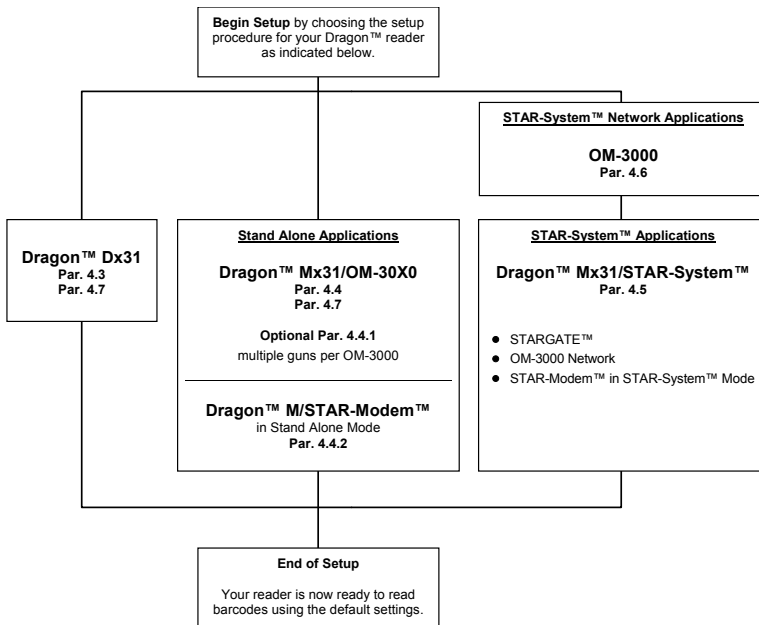 Begin Setup by choosing the setup
procedure for your Dragon™ reader
as indicated below.
STAR-System™ Network Applications
OM-3000
Par. 4.6
Dragon™ Dx31
Par. 4.3
Par. 4.7
Stand Alone Applications
Dragon™ Mx31/OM-30X0
Par. 4.4
Par. 4.7
Optional Par. 4.4.1
multiple guns per OM-3000
Dragon™ M/STAR-Modem™
in Stand Alone Mode
Par. 4.4.2
STAR-System™ Applications
Dragon™ Mx31/STAR-System™
Par. 4.5
● STARGATE™
● OM-3000 Network
● STAR-Modem™ in STAR-System™ Mode
End of Setup
Your reader is now ready to read
barcodes using the default settings.